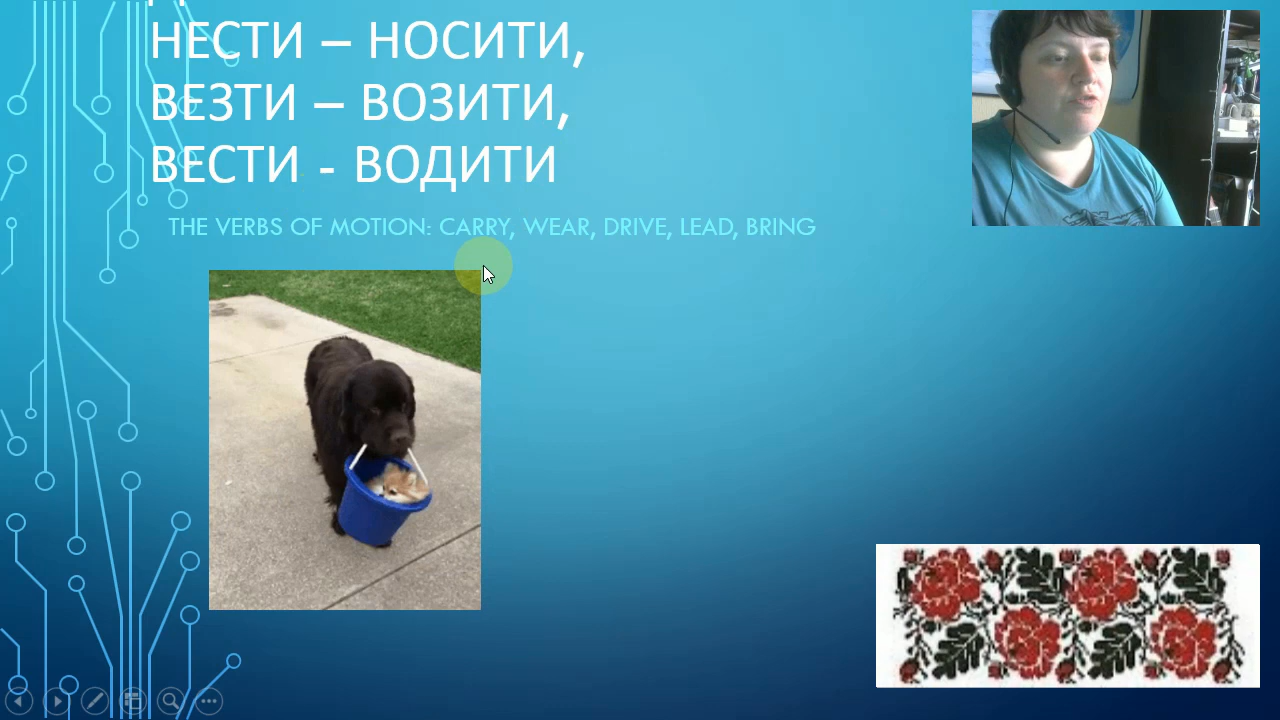 НЕСТИ – НОСИТИ,
ВЕЗТИ – ВОЗИТИ,
ВЕСТИ - ВОДИТИ
THE VERBS OF MOTION: CARRY, WEAR, DRIVE, LEAD, BRING